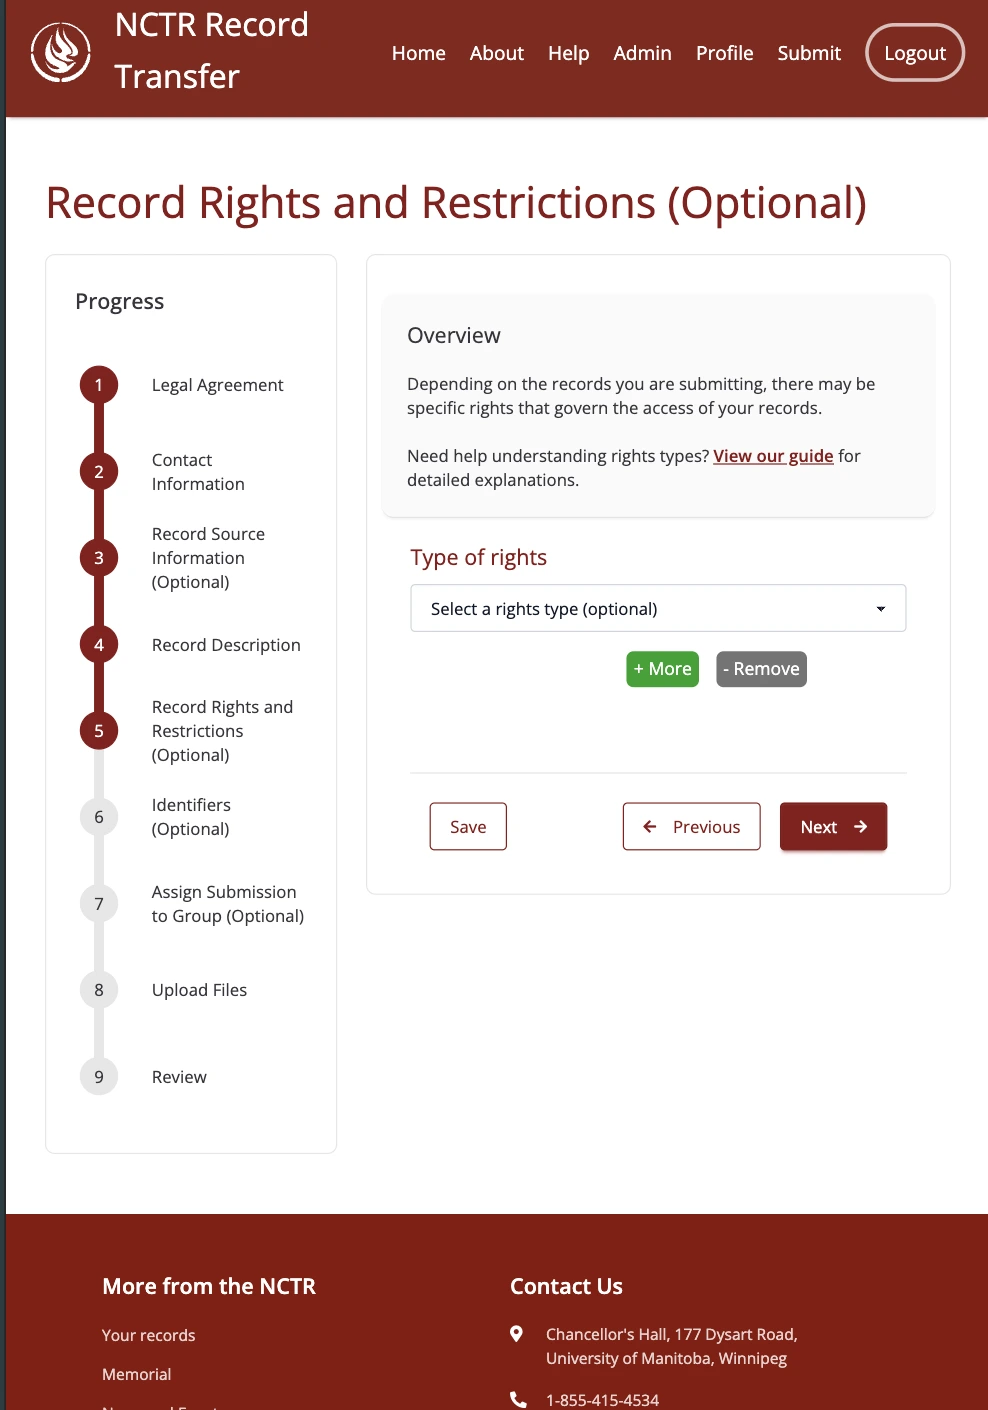 NCTR Record
Transfer
Home About Help Admin Profile Submit Logout
Record Rights and Restrictions (Optional)
Progress
1 Legal Agreement
2 Contact
Information
3 Record Source
Information
(Optional)
4 Record Description
5 Record Rights and
Restrictions
(Optional)
6 Identifiers
(Optional)
7 Assign Submission
to Group (Optional)
8 Upload Files
9 Review
Overview
Depending on the records you are submitting, there may be
specific rights that govern the access of your records.
Need help understanding rights types? View our guide for
detailed explanations.
Type of rights
Select a rights type (optional)
+ More - Remove
Save Previous Next
More from the NCTR
Your records
Memorial
Contact Us
Chancellor's Hall, 177 Dysart Road,
University of Manitoba, Winnipeg
1-855-415-4534